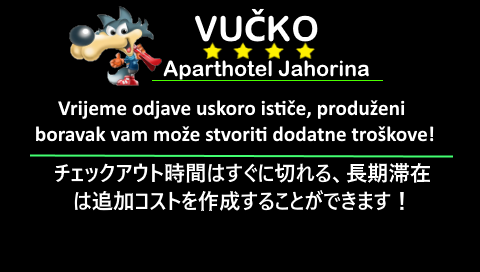 VUČKO
Aparthotel Jahorina
Vrijeme odjave uskoro ističe, produženi
boravak vam može stvoriti dodatne troškove!
チェックアウト時間はすぐに切れる、長期滞在
は追加コストを作成することができます！